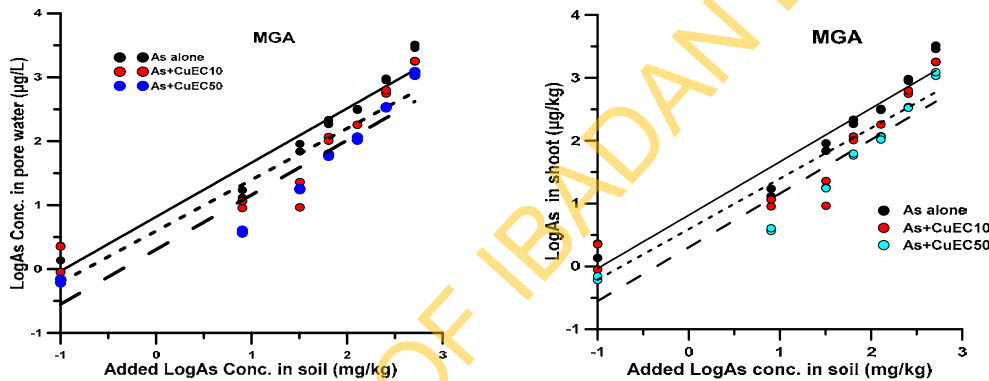 MGA
As alone
As+CuEC10
As+CuEC50
LogAs Conc. in pore water (µg/L)
4
3
2
1
0
-1
-1 0 1 2 3
Added LogAs Conc. in soil (mg/kg)
MGA
LogAs in shoot (µg/kg)
4
3
2
1
0
-1
As alone
As+CuEC10
As+CuEC50
-1 0 1 2 3
Added LogAs conc. in soil (mg/kg)
OF IBADAN